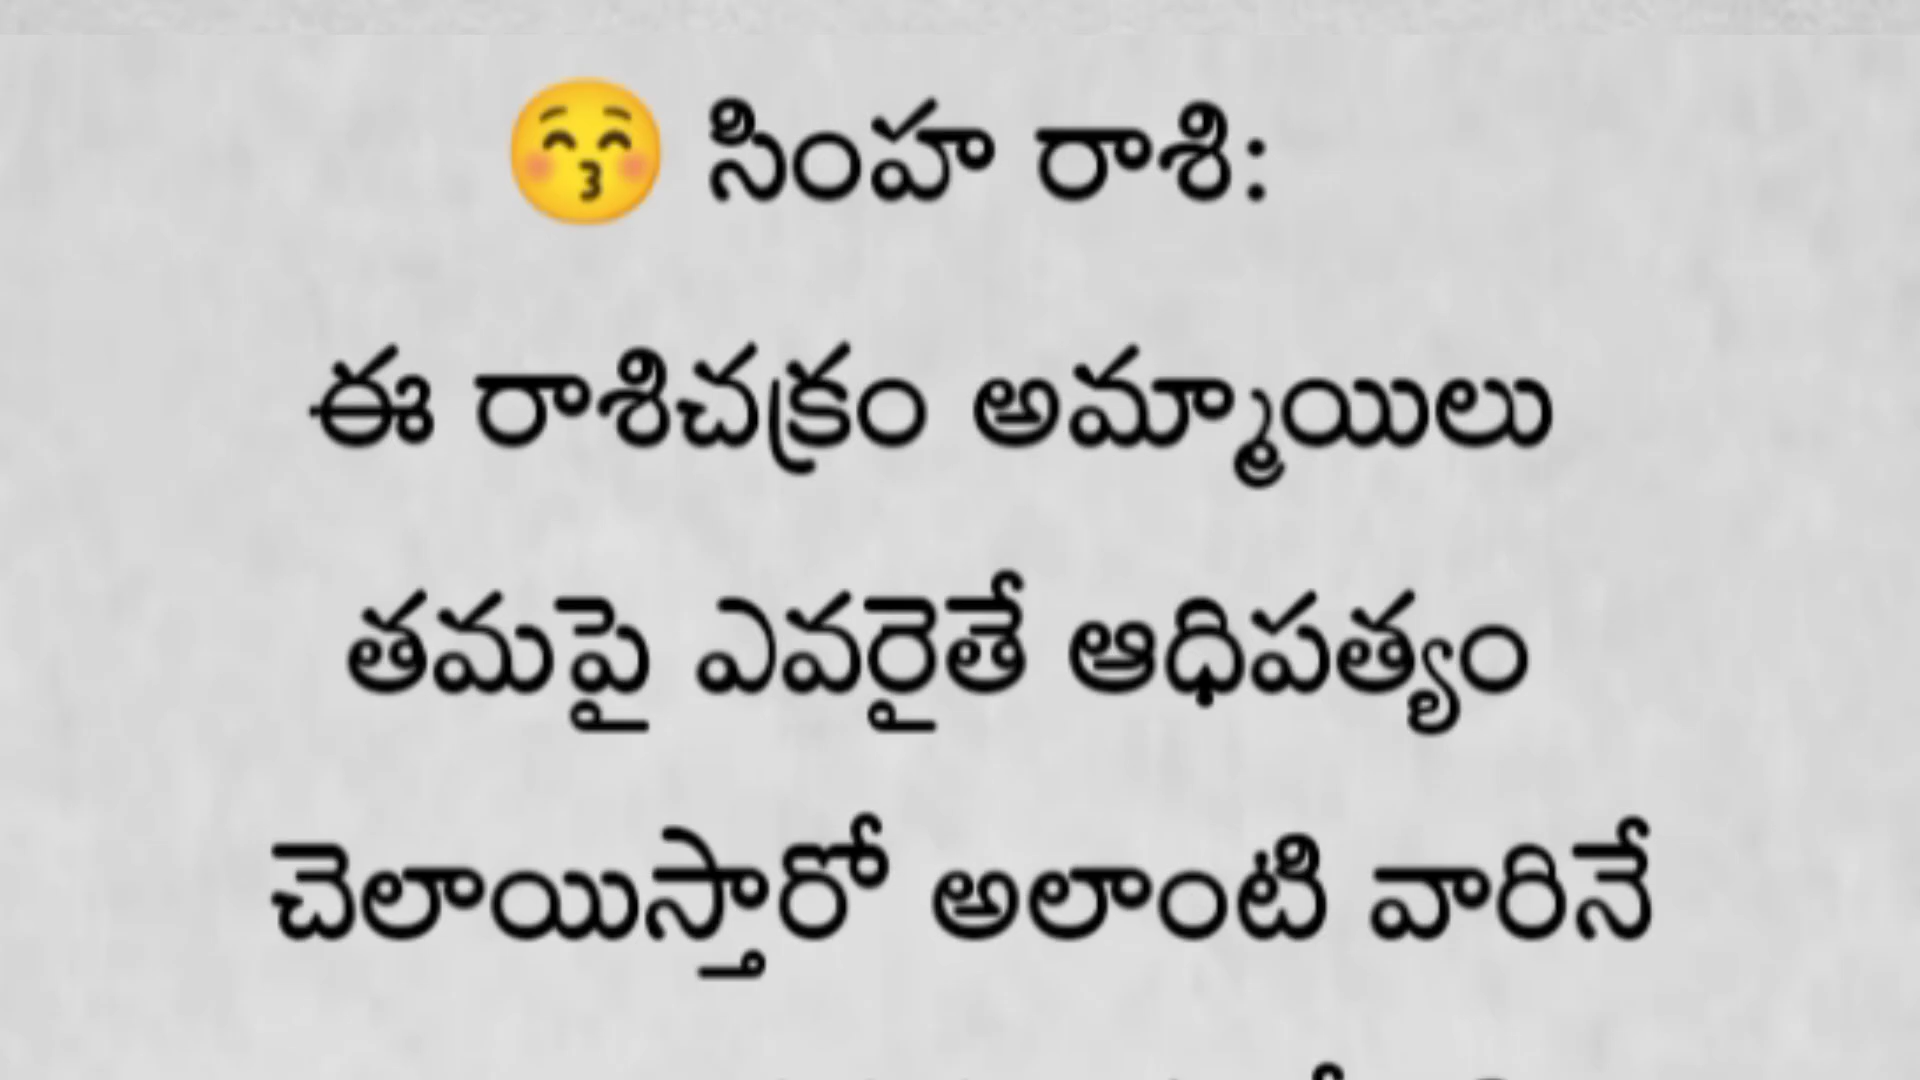 😚 సింహ రాశి:
ఈ రాశిచక్రం అమ్మాయిలు
తమపై ఎవరైతే ఆధిపత్యం
చెలాయిస్తారో అలాంటి వారినే